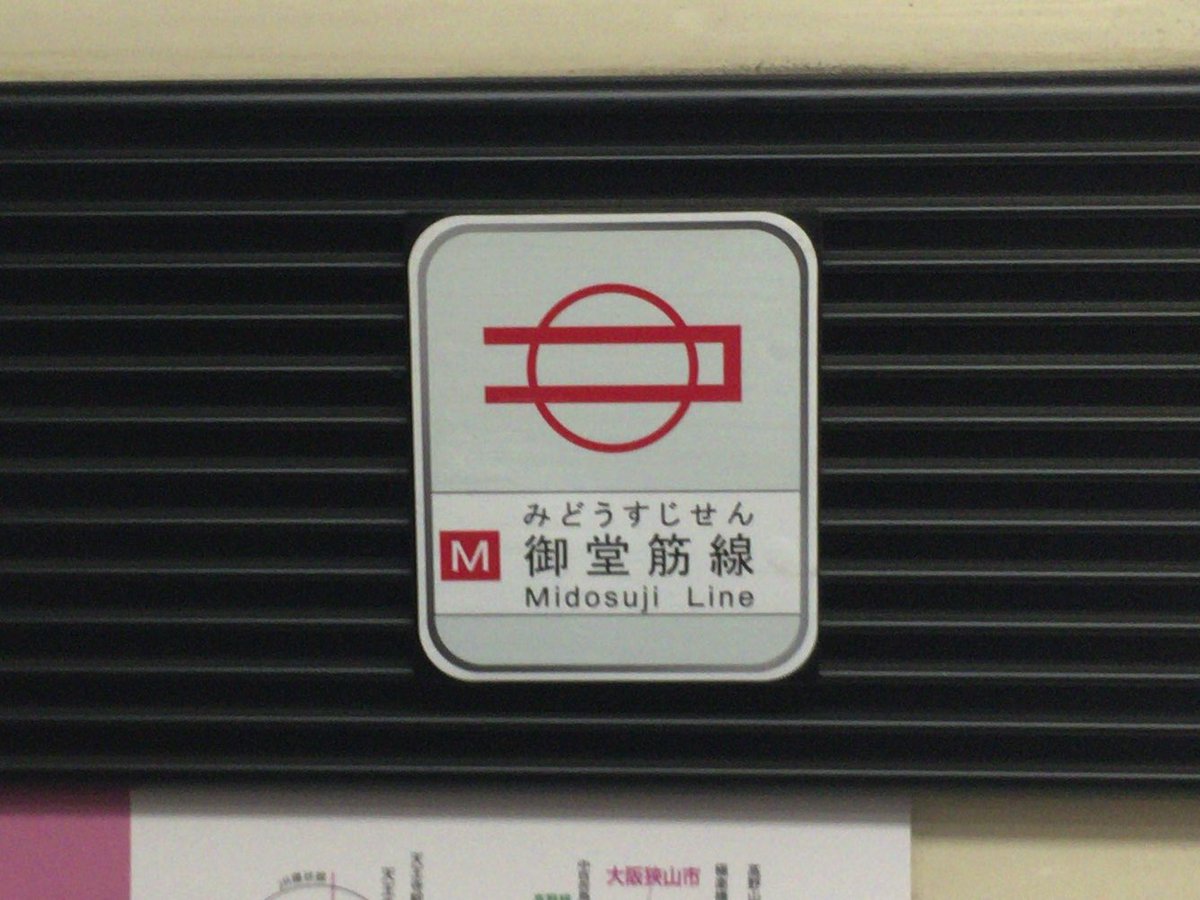 みどうすじせん
M 御堂筋線
Midosuji Line
大阪狭山市